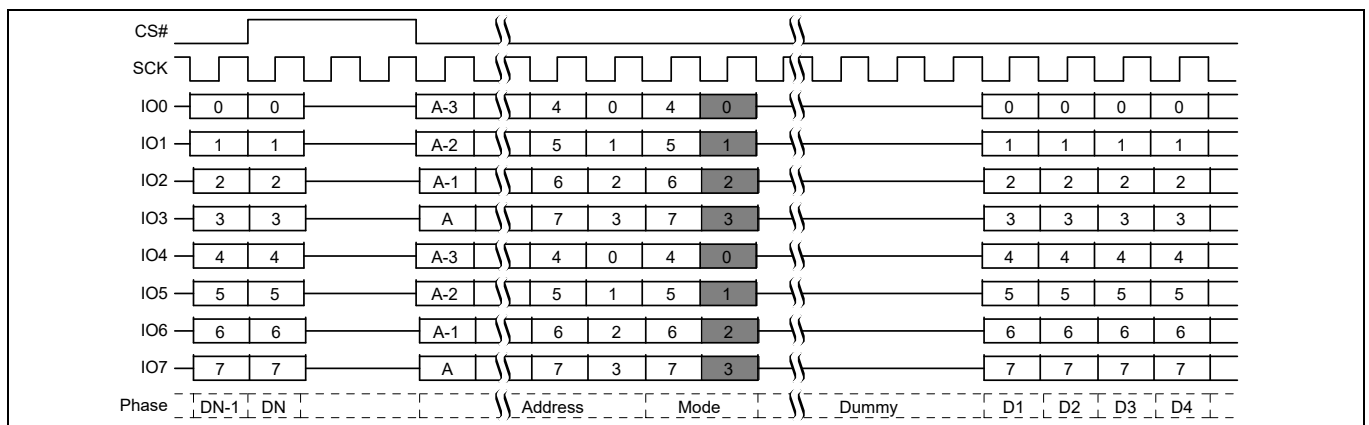 CS#
SCK
IO0 0 0 A-3 4 0 4 0 0 0 0 0
IO1 1 1 A-2 5 1 5 1 1 1 1 1
IO2 2 2 A-1 6 2 6 2 2 2 2 2
IO3 3 3 A 7 3 7 3 3 3 3 3
IO4 4 4 A-3 4 0 4 0 4 4 4 4
IO5 5 5 A-2 5 1 5 1 5 5 5 5
IO6 6 6 A-1 6 2 6 2 6 6 6 6
IO7 7 7 A 7 3 7 3 7 7 7 7
Phase DN-1 DN Address Mode Dummy D1 D2 D3 D4